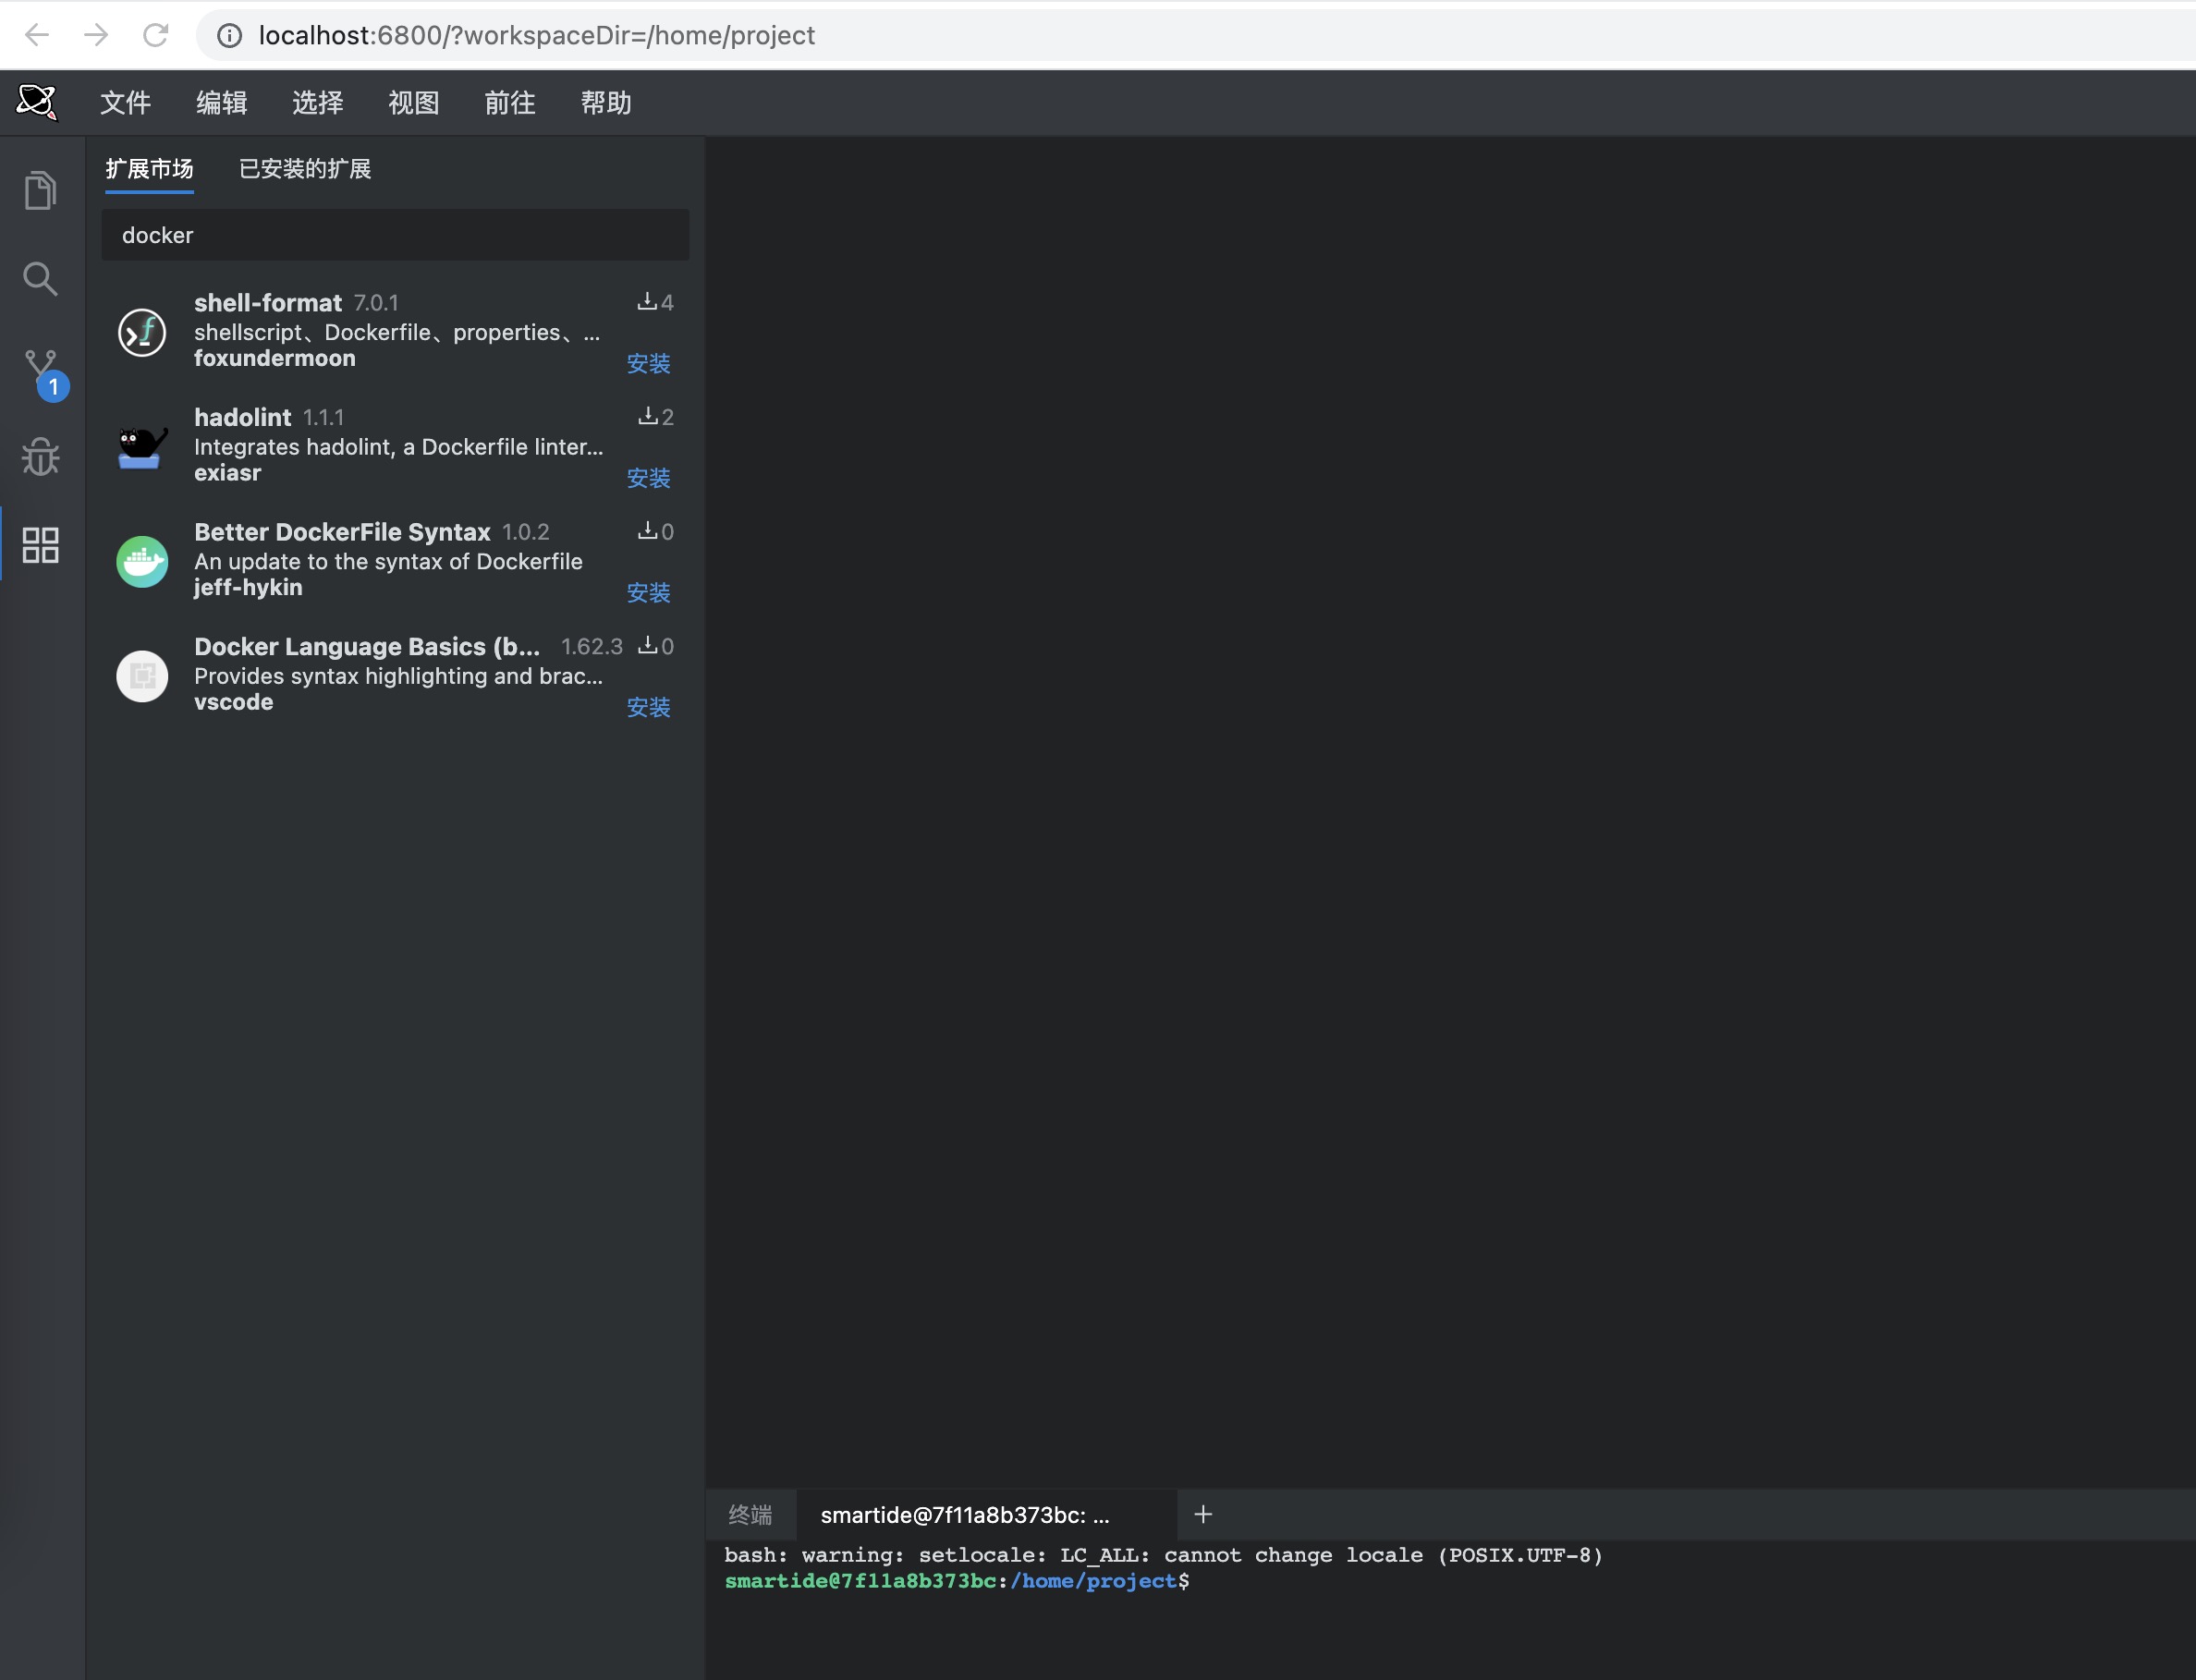 localhost:6800/?workspaceDir=/home/project
文件 编辑 选择 视图 前往 帮助
扩展市场 已安装的扩展
docker
shell-format 7.0.1 4
shellscript、Dockerfile、properties、...
foxundermoon 安装
hadolint 1.1.1 2
Integrates hadolint, a Dockerfile linter...
exiasr 安装
Better DockerFile Syntax 1.0.2 0
An update to the syntax of Dockerfile
jeff-hykin 安装
Docker Language Basics (b... 1.62.3 0
Provides syntax highlighting and brac...
vscode 安装
1
终端 smartide@7f11a8b373bc: ... +
bash: warning: setlocale: LC_ALL: cannot change locale (POSIX.UTF-8)
smartide@7f11a8b373bc:/home/project$